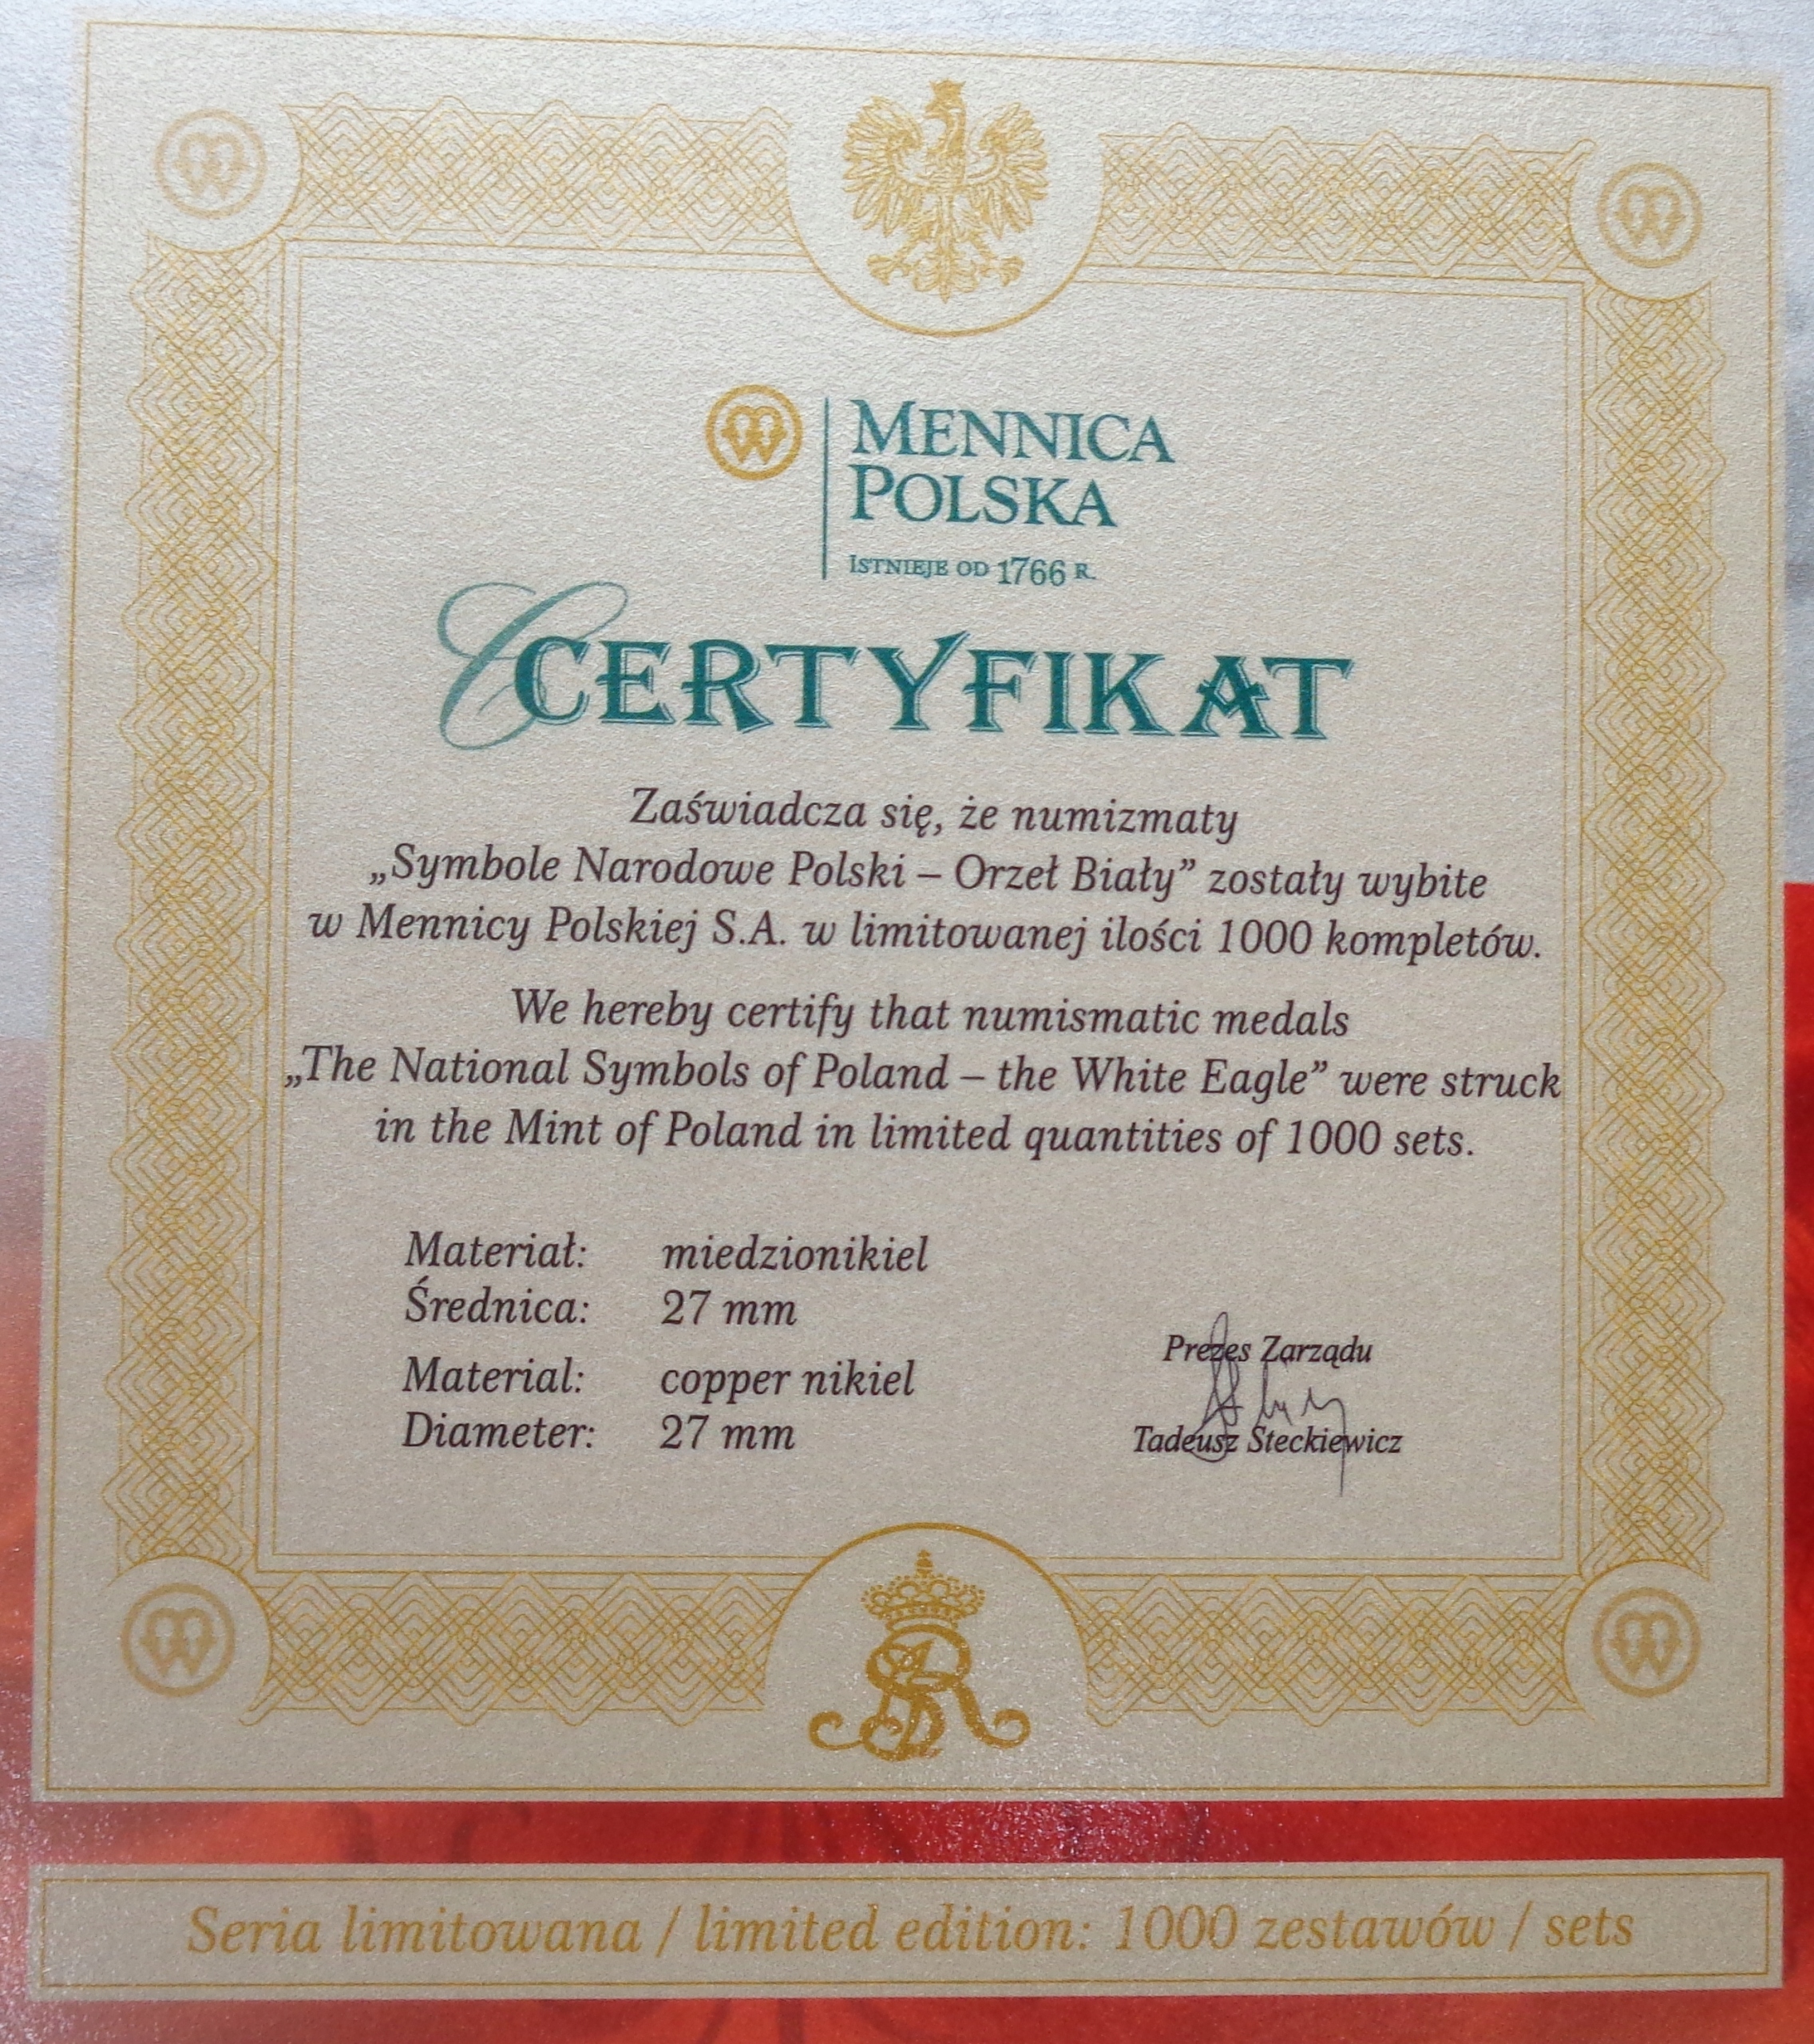 MENNICA
POLSKA
ISTNIEJE OD 1766 R.
CERTYFIKAT
Zaświadcza się, że numizmaty
„Symbole Narodowe Polski – Orzeł Biały” zostały wybite
w Mennicy Polskiej S.A. w limitowanej ilości 1000 kompletów.
We hereby certify that numismatic medals
„The National Symbols of Poland – the White Eagle” were struck
in the Mint of Poland in limited quantities of 1000 sets.
Materiał: miedzionikiel
Średnica: 27 mm
Material: copper nikiel
Diameter: 27 mm
Prezes Zarządu
Tadeusz Steckiewicz
Seria limitowana / limited edition: 1000 zestawów / sets